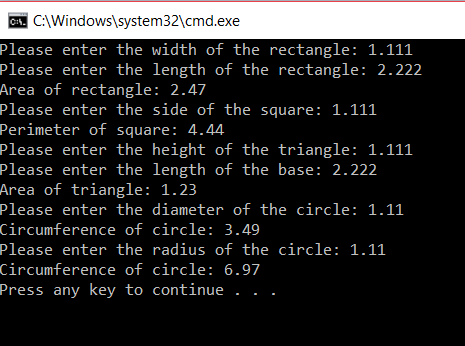 C:\Windows\system32\cmd.exe
Please enter the width of the rectangle: 1.111
Please enter the length of the rectangle: 2.222
Area of rectangle: 2.47
Please enter the side of the square: 1.111
Perimeter of square: 4.44
Please enter the height of the triangle: 1.111
Please enter the length of the base: 2.222
Area of triangle: 1.23
Please enter the diameter of the circle: 1.11
Circumference of circle: 3.49
Please enter the radius of the circle: 1.11
Circumference of circle: 6.97
Press any key to continue . . .